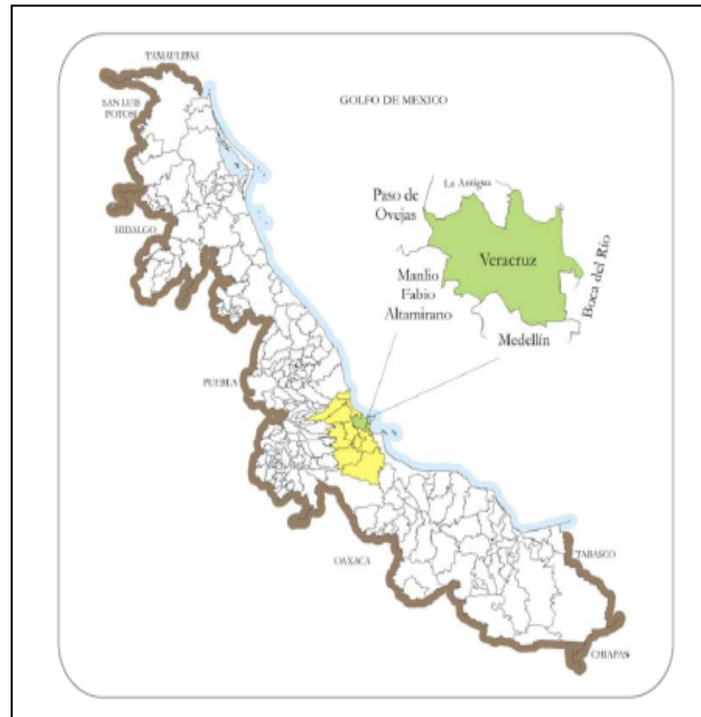 TAMAULIPAS
SAN LUIS
POTOSI
GOLFO DE MEXICO
La Antigua
Paso de
Ovejas
HIDALGO
Veracruz
Boca del Río
Manlio
Fabio
Altamirano
Medellín
PUEBLA
OAXACA
TABASCO
CHIAPAS